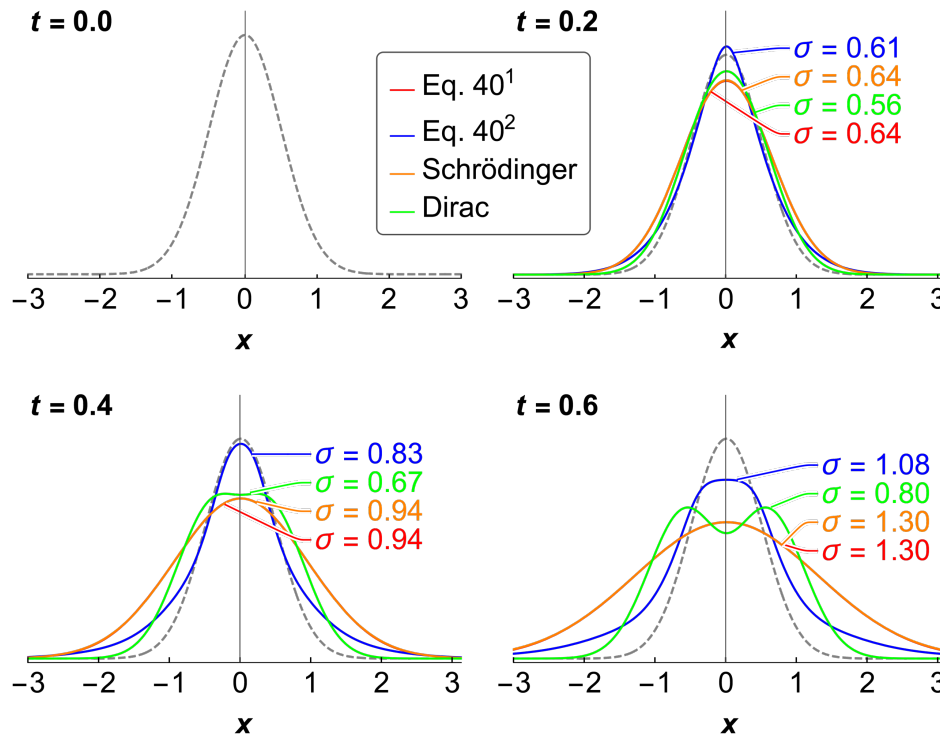 t = 0.0
Eq. 40¹
Eq. 40²
Schrödinger
Dirac
−3 −2 −1 0 1 2 3
x
t = 0.2
σ = 0.61
σ = 0.64
σ = 0.56
σ = 0.64
−3 −2 −1 0 1 2 3
x
t = 0.4
σ = 0.83
σ = 0.67
σ = 0.94
σ = 0.94
−3 −2 −1 0 1 2 3
x
t = 0.6
σ = 1.08
σ = 0.80
σ = 1.30
σ = 1.30
−3 −2 −1 0 1 2 3
x